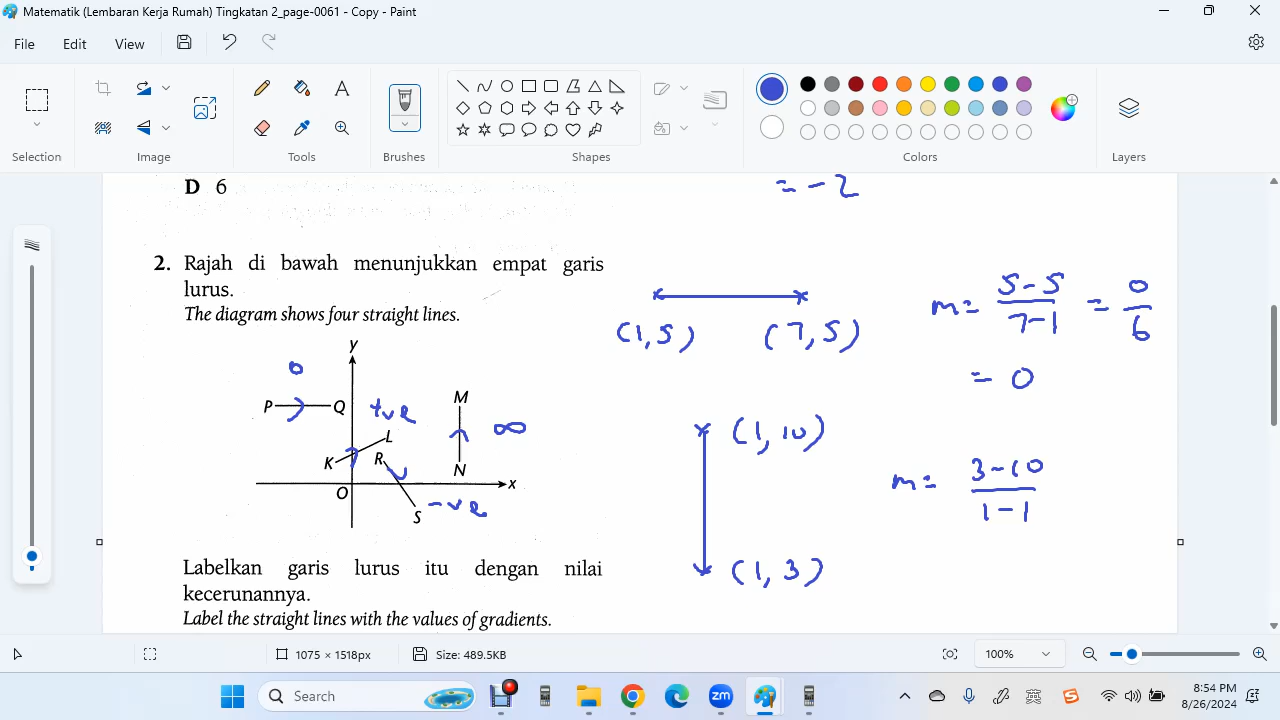 Matematik (Lembaran Kerja Rumah) Tingkatan 2_page-0061 - Copy - Paint
File Edit View
A
Selection Image Tools Brushes Shapes Colors Layers
D 6
= -2
2. Rajah di bawah menunjukkan empat garis
lurus.
The diagram shows four straight lines.
y
0
P Q
+ve
M
L
K R
∞
N
O
x
S
-ve
(1,5) (7,5)
m= 5-5 / 7-1 = 0 / 6
= 0
(1,10)
(1,3)
m= 3-10 / 1-1
Labelkan garis lurus itu dengan nilai
kecerunannya.
Label the straight lines with the values of gradients.
1075 × 1518px Size: 489.5KB 100%
Search
zm
英
S
8:54 PM
8/26/2024